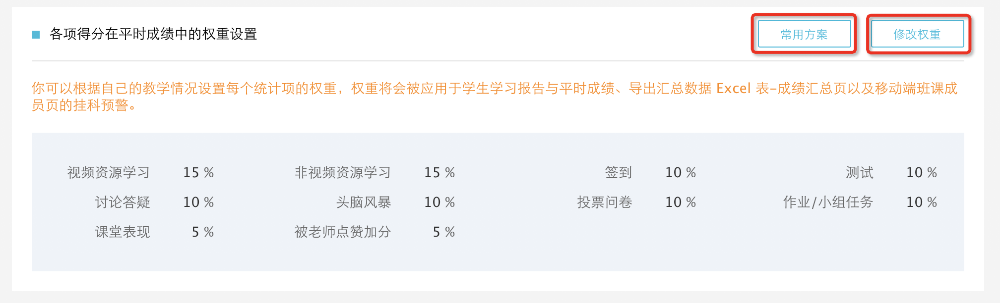 各项得分在平时成绩中的权重设置 常用方案 修改权重
你可以根据自己的教学情况设置每个统计项的权重，权重将会被应用于学生学习报告与平时成绩、导出汇总数据 Excel 表-成绩汇总页以及移动端班课成
员页的挂科预警。
视频资源学习 15 % 非视频资源学习 15 % 签到 10 % 测试 10 %
讨论答疑 10 % 头脑风暴 10 % 投票问卷 10 % 作业/小组任务 10 %
课堂表现 5 % 被老师点赞加分 5 %